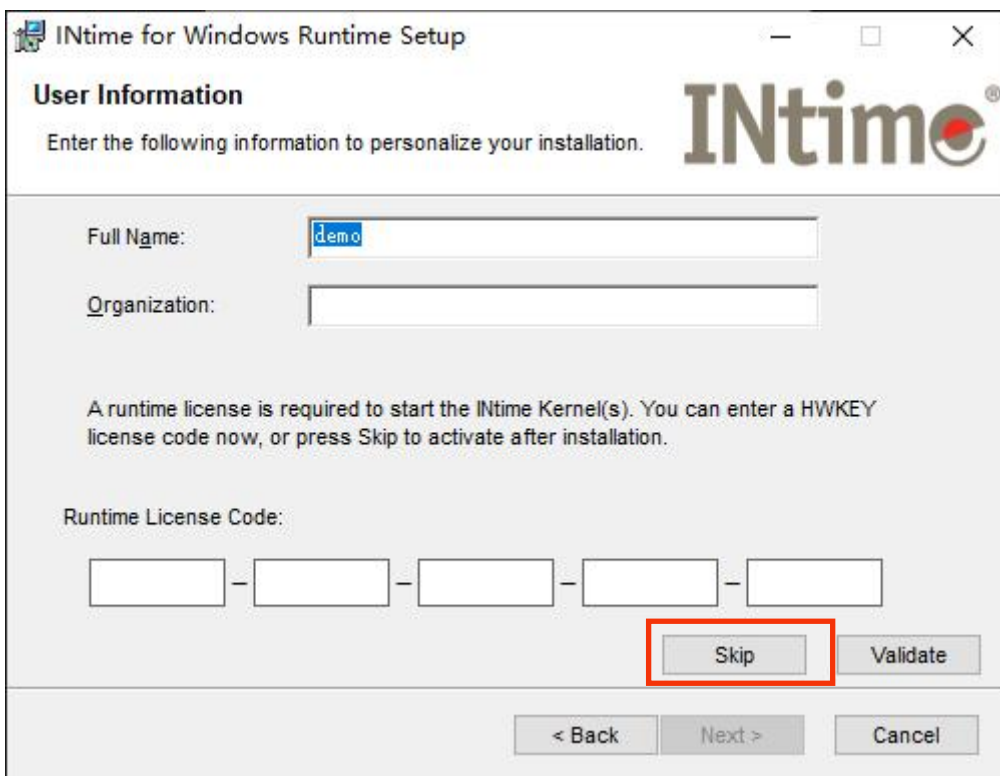 INtime for Windows Runtime Setup
User Information
Enter the following information to personalize your installation.
INtime®
Full Name:
demo
Organization:
A runtime license is required to start the INtime Kernel(s). You can enter a HWKEY
license code now, or press Skip to activate after installation.
Runtime License Code:
– – – –
Skip Validate
< Back Next > Cancel